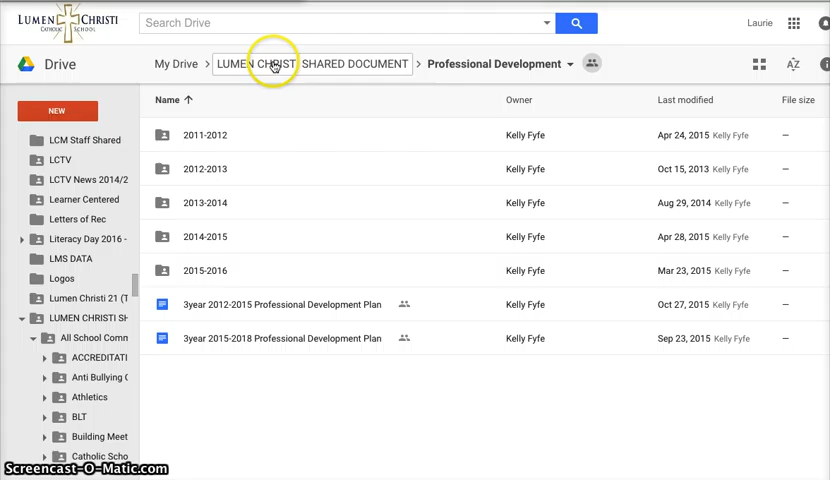 LUMEN CHRISTI
CATHOLIC SCHOOL
Search Drive
Laurie
Drive
My Drive > LUMEN CHRIST SHARED DOCUMENT > Professional Development
AZ
NEW
Name
Owner
Last modified
File size
LCM Staff Shared
LCTV
LCTV News 2014/2
Learner Centered
Letters of Rec
Literacy Day 2016 -
LMS DATA
Logos
Lumen Christi 21 (T
LUMEN CHRISTI SH
All School Comm
ACCREDITATI
Anti Bullying C
Athletics
BLT
Building Meet
Catholic Scho
2011-2012 Kelly Fyfe Apr 24, 2015 Kelly Fyfe —
2012-2013 Kelly Fyfe Oct 15, 2013 Kelly Fyfe —
2013-2014 Kelly Fyfe Aug 29, 2014 Kelly Fyfe —
2014-2015 Kelly Fyfe Apr 28, 2015 Kelly Fyfe —
2015-2016 Kelly Fyfe Mar 23, 2015 Kelly Fyfe —
3year 2012-2015 Professional Development Plan Kelly Fyfe Oct 27, 2015 Kelly Fyfe —
3year 2015-2018 Professional Development Plan Kelly Fyfe Sep 23, 2015 Kelly Fyfe —
Screencast-O-Matic.com